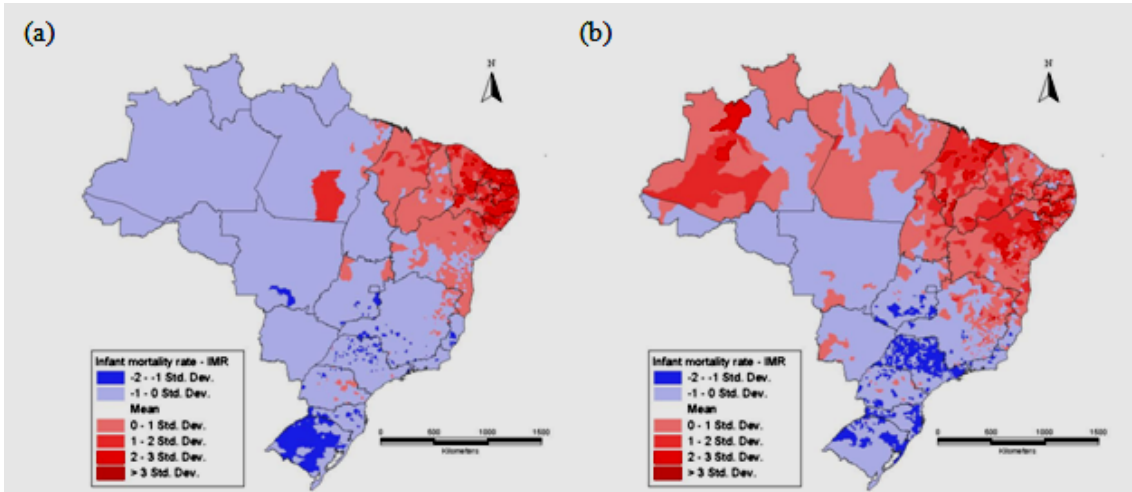 (a)
(b)
N
N
Infant mortality rate - IMR
-2 - -1 Std. Dev.
-1 - 0 Std. Dev.
Mean
0 - 1 Std. Dev.
1 - 2 Std. Dev.
2 - 3 Std. Dev.
> 3 Std. Dev.
0 500 1000 1500
Kilometers
Infant mortality rate - IMR
-2 - -1 Std. Dev.
-1 - 0 Std. Dev.
Mean
0 - 1 Std. Dev.
1 - 2 Std. Dev.
2 - 3 Std. Dev.
> 3 Std. Dev.
0 500 1000 1500
Kilometers